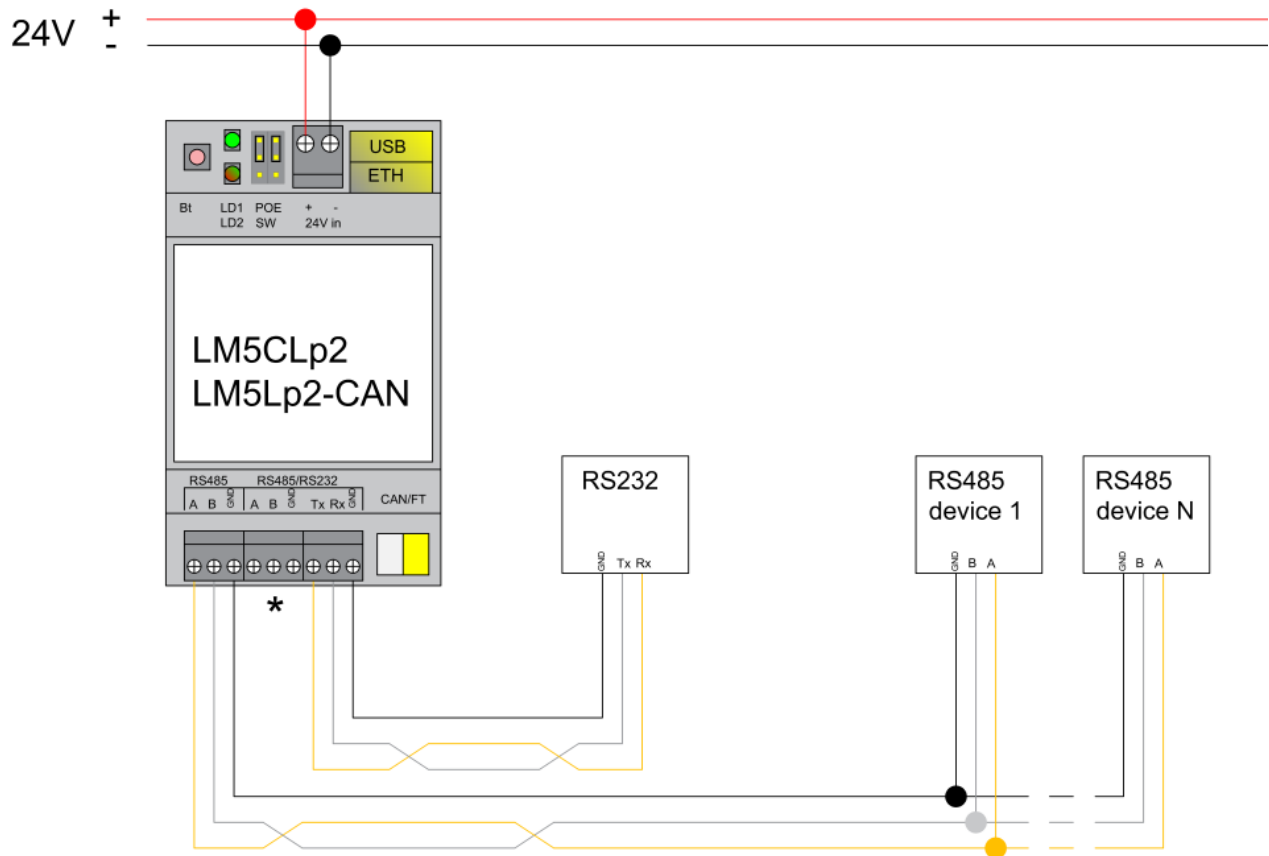 24V + -
USB
ETH
Bt LD1 POE + -
LD2 SW 24V in
LM5CLp2
LM5Lp2-CAN
RS485 RS485/RS232
A B GND A B GND Tx Rx GND CAN/FT
*
RS232
GND Tx Rx
RS485
device 1
GND B A
RS485
device N
GND B A